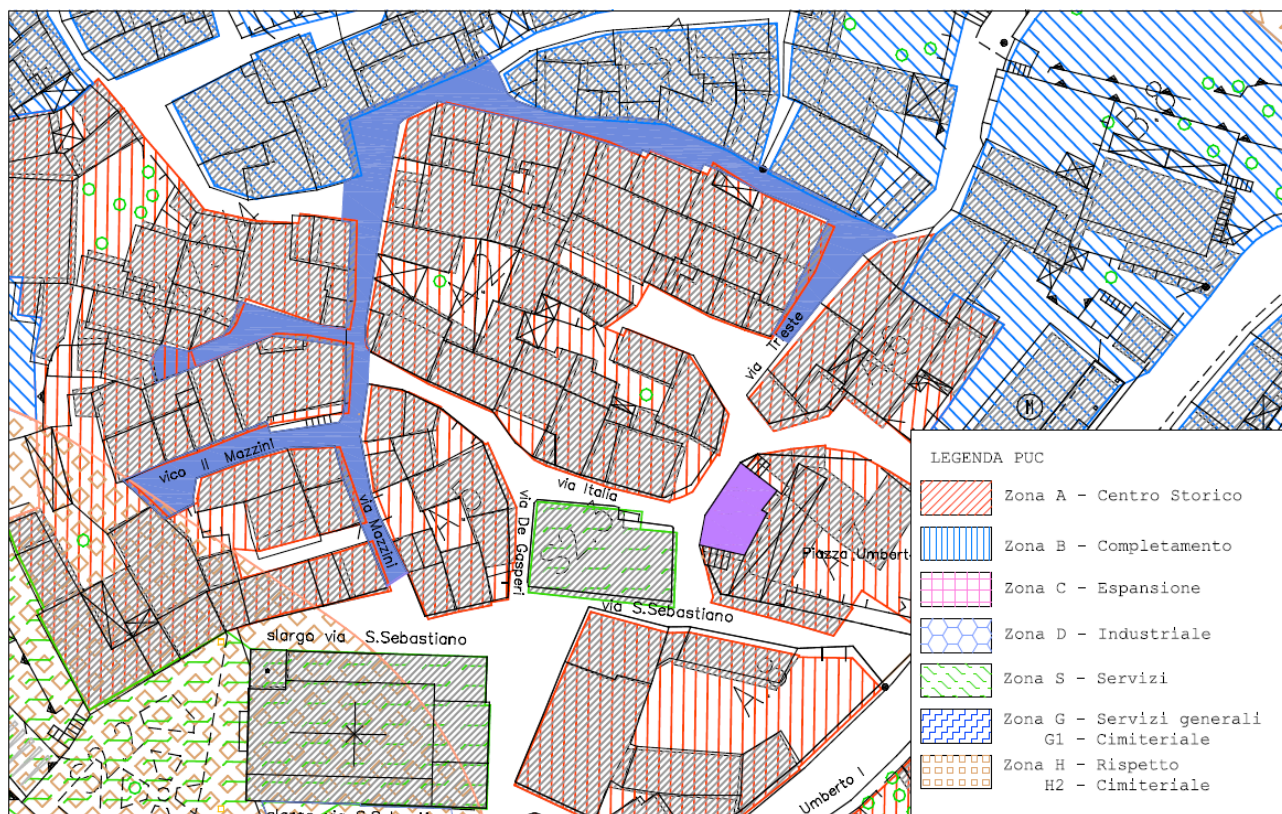 via Trieste
M
vico II Mazzini
via Mazzini
via Italia
via De Gasperi
Piazza Umberto
via S.Sebastiano
slargo via S.Sebastiano
Umberto I
LEGENDA PUC
Zona A - Centro Storico
Zona B - Completamento
Zona C - Espansione
Zona D - Industriale
Zona S - Servizi
Zona G - Servizi generali
G1 - Cimiteriale
Zona H - Rispetto
H2 - Cimiteriale